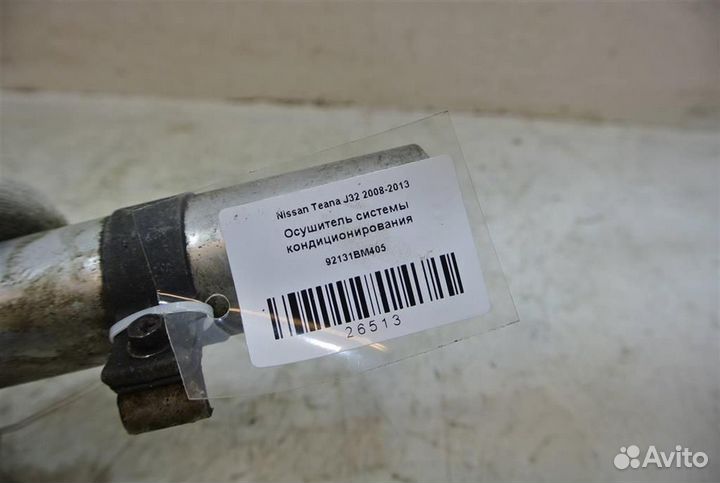 Nissan Teana J32 2008-2013
Осушитель системы
кондиционирования
92131BM405
26513
Avito